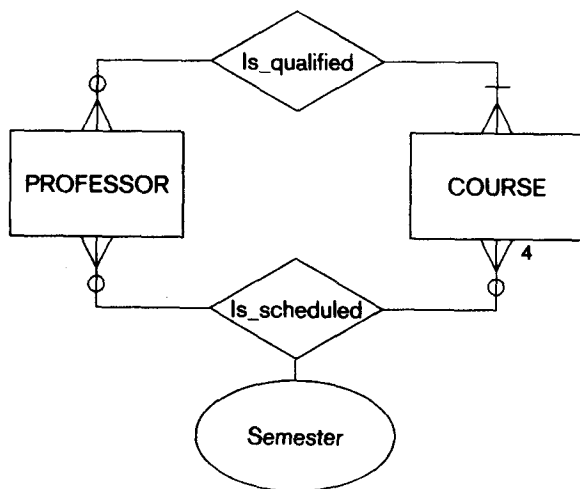 Is_qualified
PROFESSOR
COURSE
4
Is_scheduled
Semester